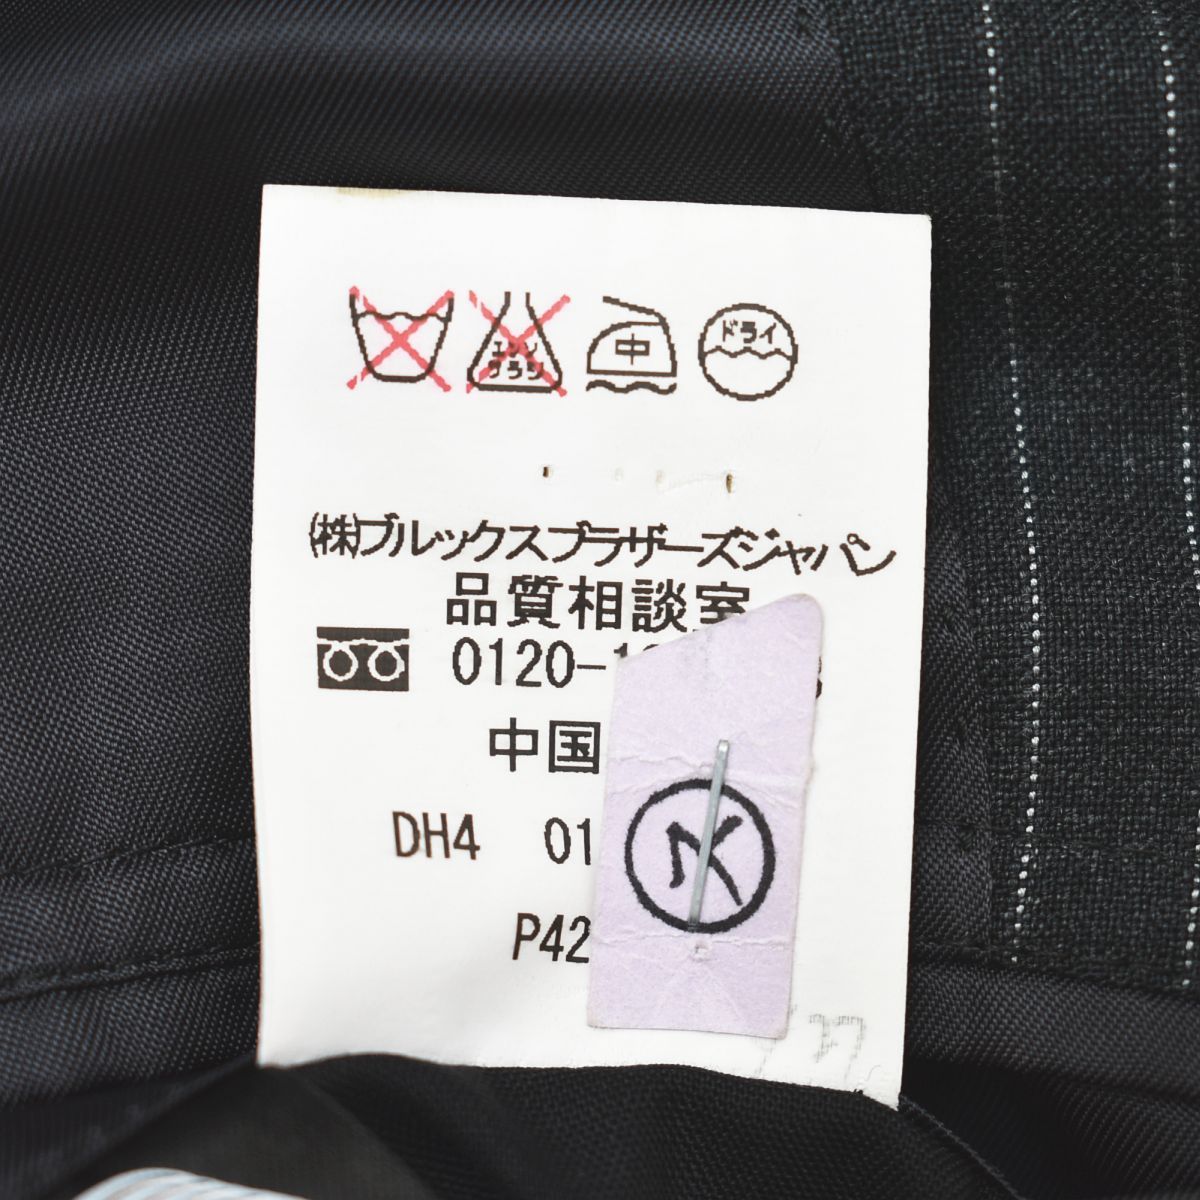 エンソ
サラシ
中
ドライ
(株)ブルックスブラザーズジャパン
品質相談室
0120-1
中国
DH4 01
P42